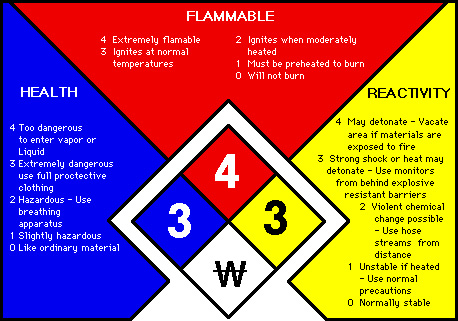 FLAMMABLE
4 Extremely flamable
3 Ignites at normal
temperatures
2 Ignites when moderately
heated
1 Must be preheated to burn
0 Will not burn
HEALTH
4 Too dangerous
to enter vapor or
Liquid
3 Extremely dangerous
use full proctective
clothing
2 Hazardous - Use
breathing
apparatus
1 Slightly hazardous
0 Like ordinary material
REACTIVITY
4 May detonate - Vacate
area if materials are
exposed to fire
3 Strong shock or heat may
detonate - Use monitors
from behind explosive
resistant barriers
2 Violent chemical
change possible
- Use hose
streams from
distance
1 Unstable if heated
- Use normal
precautions
0 Normally stable
4
3
3
W